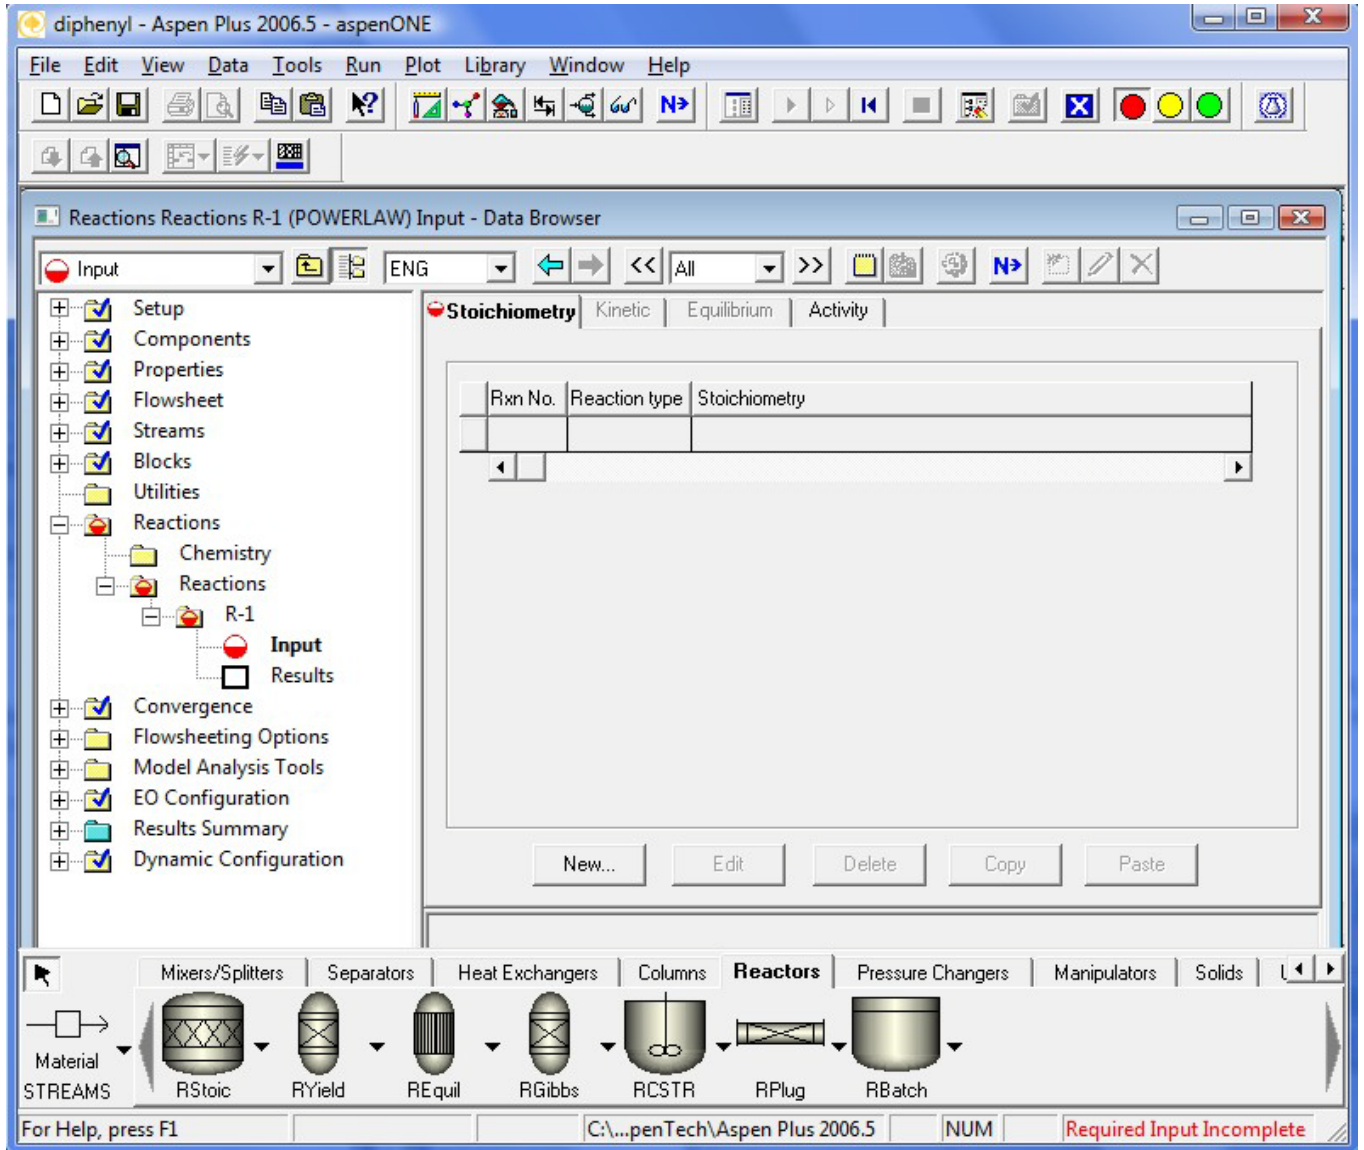 diphenyl - Aspen Plus 2006.5 - aspenONE
File Edit View Data Tools Run Plot Library Window Help
N
Reactions Reactions R-1 (POWERLAW) Input - Data Browser
Input ENG << All >> N
Setup
Components
Properties
Flowsheet
Streams
Blocks
Utilities
Reactions
Chemistry
Reactions
R-1
Input
Results
Convergence
Flowsheeting Options
Model Analysis Tools
EO Configuration
Results Summary
Dynamic Configuration
Stoichiometry Kinetic Equilibrium Activity
Rxn No. Reaction type Stoichiometry
New... Edit Delete Copy Paste
Mixers/Splitters Separators Heat Exchangers Columns Reactors Pressure Changers Manipulators Solids
Material
STREAMS RStoic RYield REquil RGibbs RCSTR RPlug RBatch
For Help, press F1 C:\...penTech\Aspen Plus 2006.5 NUM Required Input Incomplete